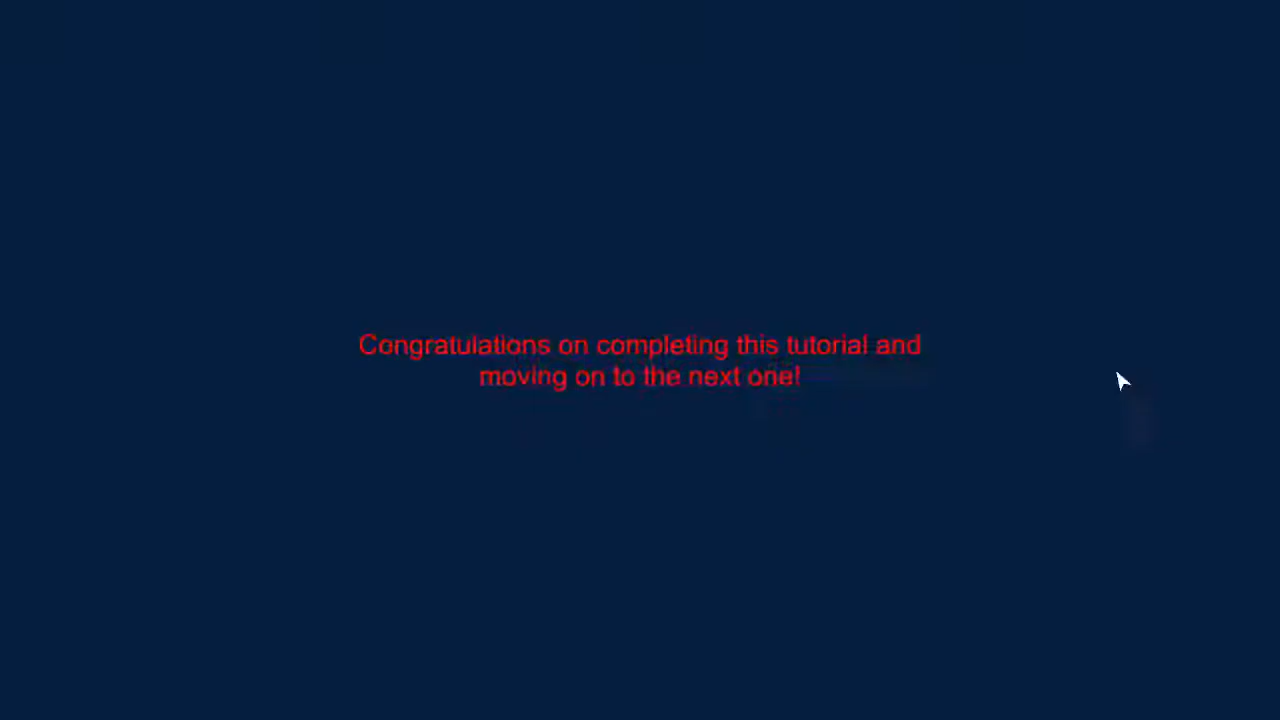 Congratulations on completing this tutorial and
moving on to the next one!